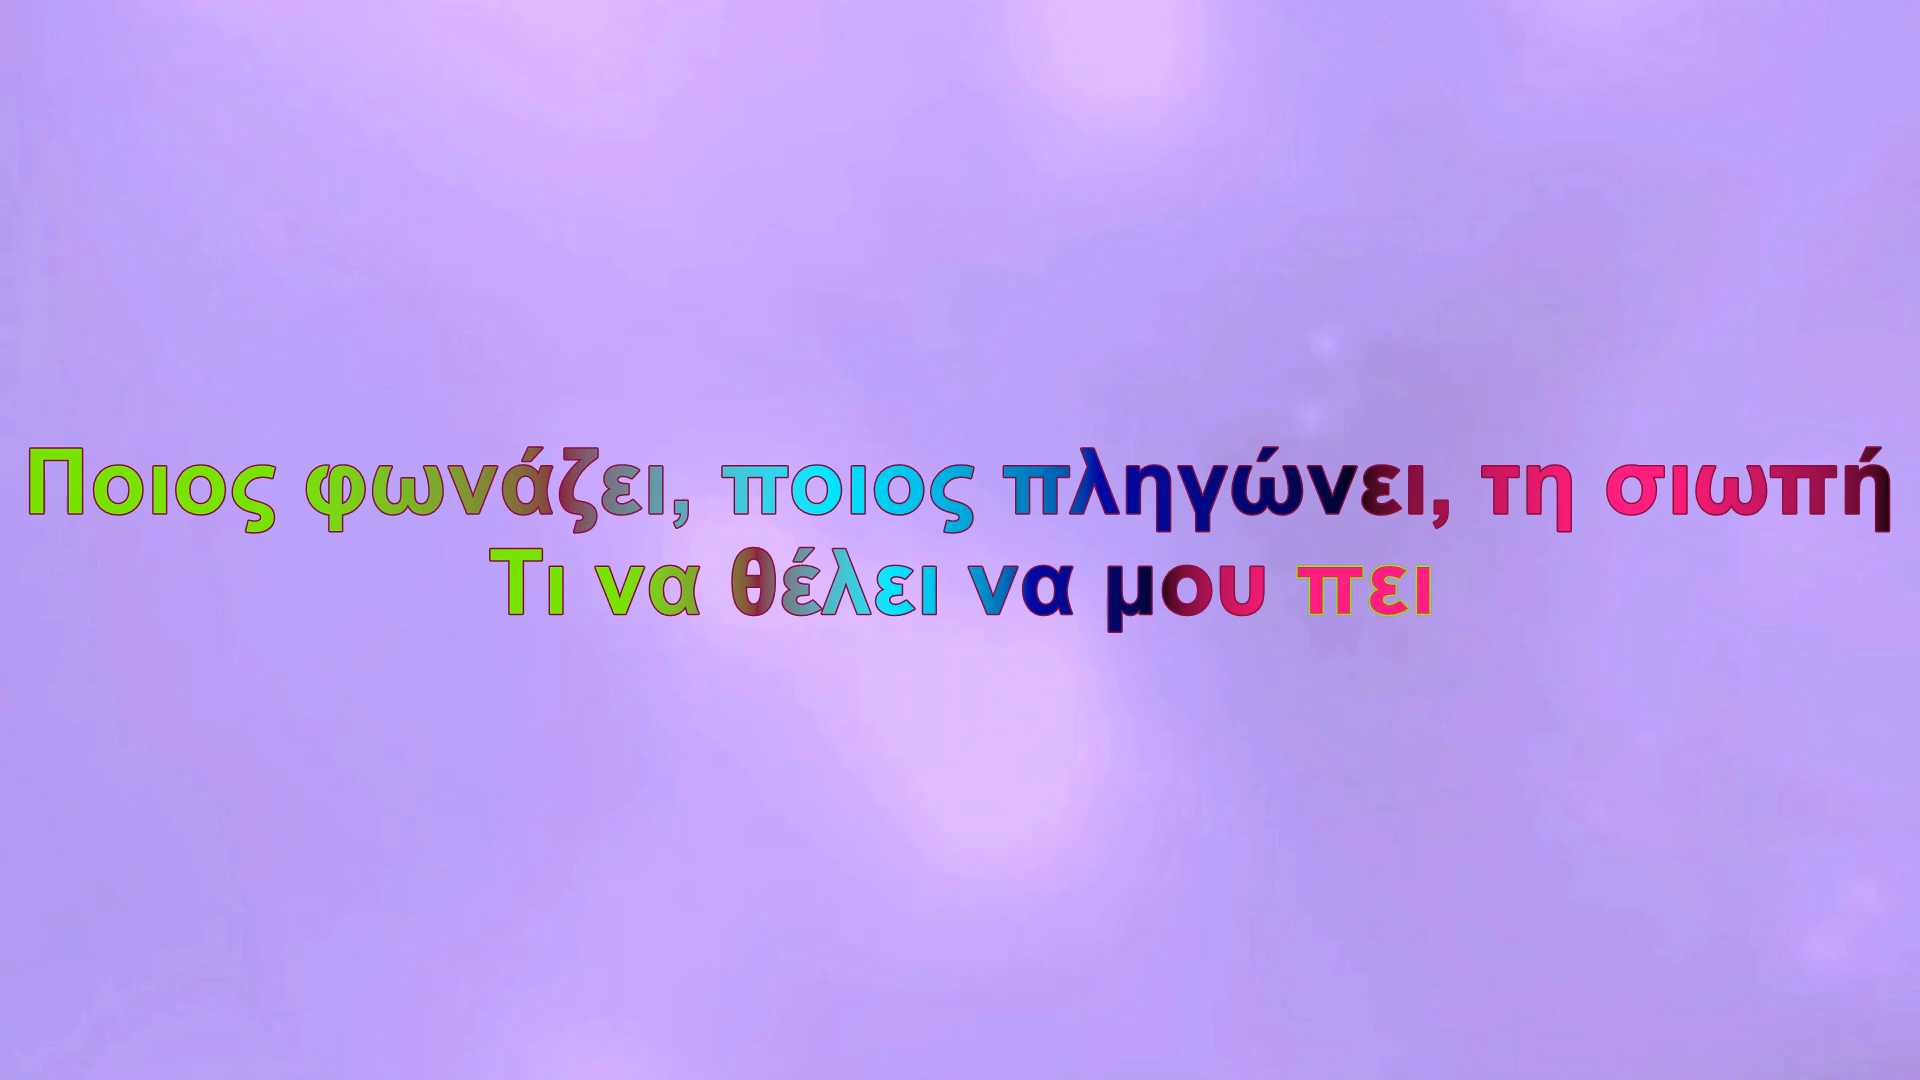 Ποιος φωνάζει, ποιος πληγώνει, τη σιωπή
Τι να θέλει να μου πει